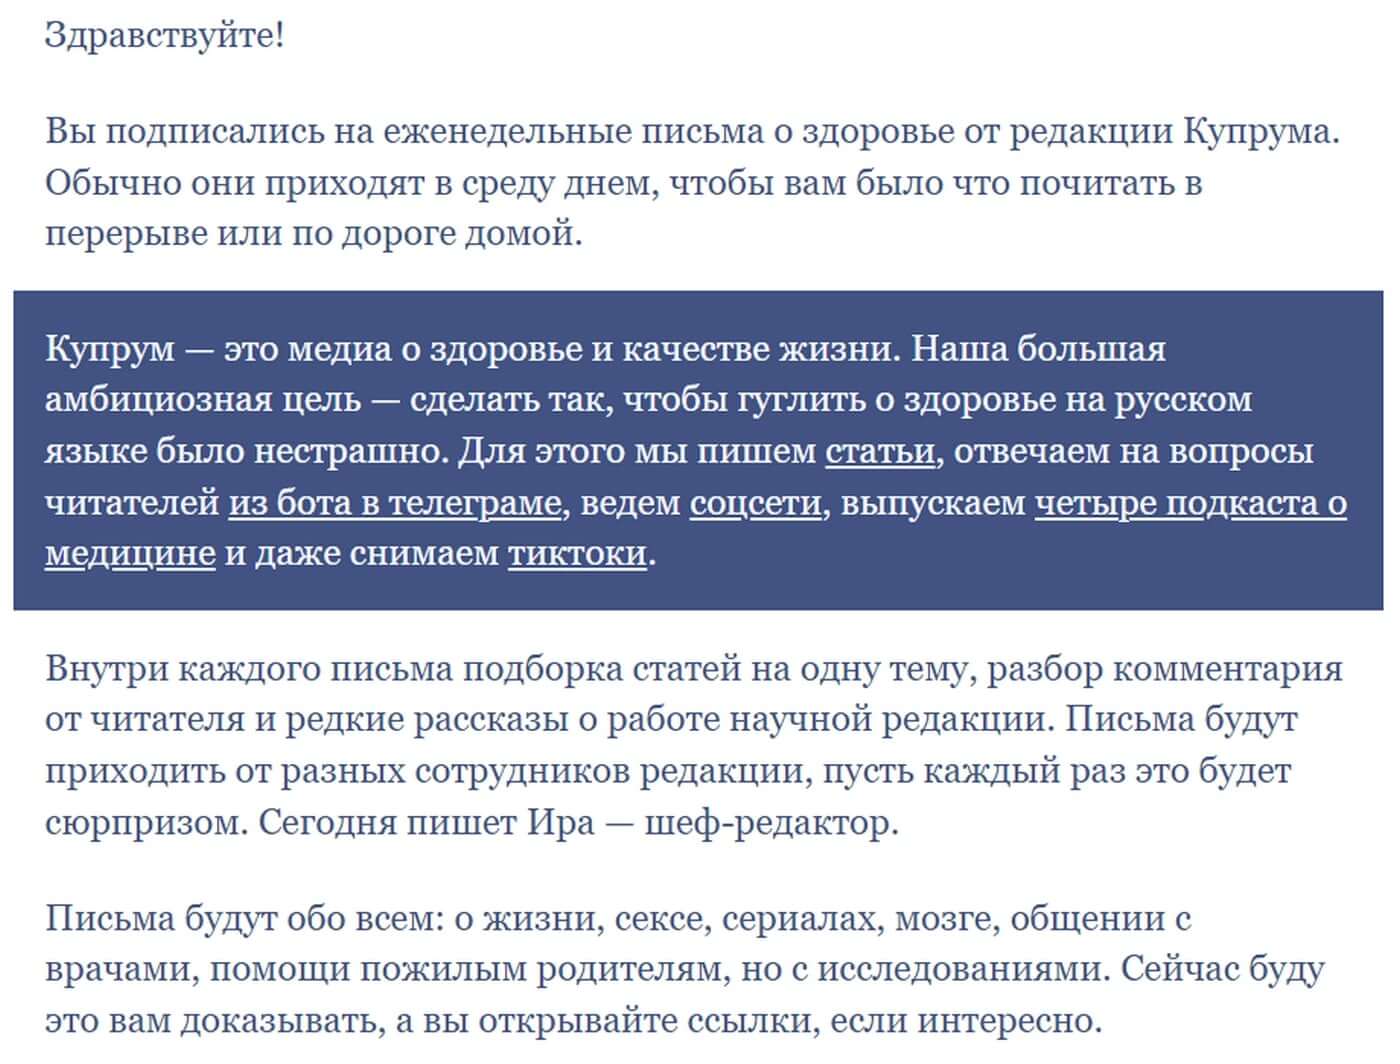 Здравствуйте!
Вы подписались на еженедельные письма о здоровье от редакции Купрума.
Обычно они приходят в среду днем, чтобы вам было что почитать в
перерыве или по дороге домой.
Купрум — это медиа о здоровье и качестве жизни. Наша большая
амбициозная цель — сделать так, чтобы гуглить о здоровье на русском
языке было нестрашно. Для этого мы пишем статьи, отвечаем на вопросы
читателей из бота в телеграме, ведем соцсети, выпускаем четыре подкаста о
медицине и даже снимаем тиктоки.
Внутри каждого письма подборка статей на одну тему, разбор комментария
от читателя и редкие рассказы о работе научной редакции. Письма будут
приходить от разных сотрудников редакции, пусть каждый раз это будет
сюрпризом. Сегодня пишет Ира — шеф-редактор.
Письма будут обо всем: о жизни, сексе, сериалах, мозге, общении с
врачами, помощи пожилым родителям, но с исследованиями. Сейчас буду
это вам доказывать, а вы открывайте ссылки, если интересно.